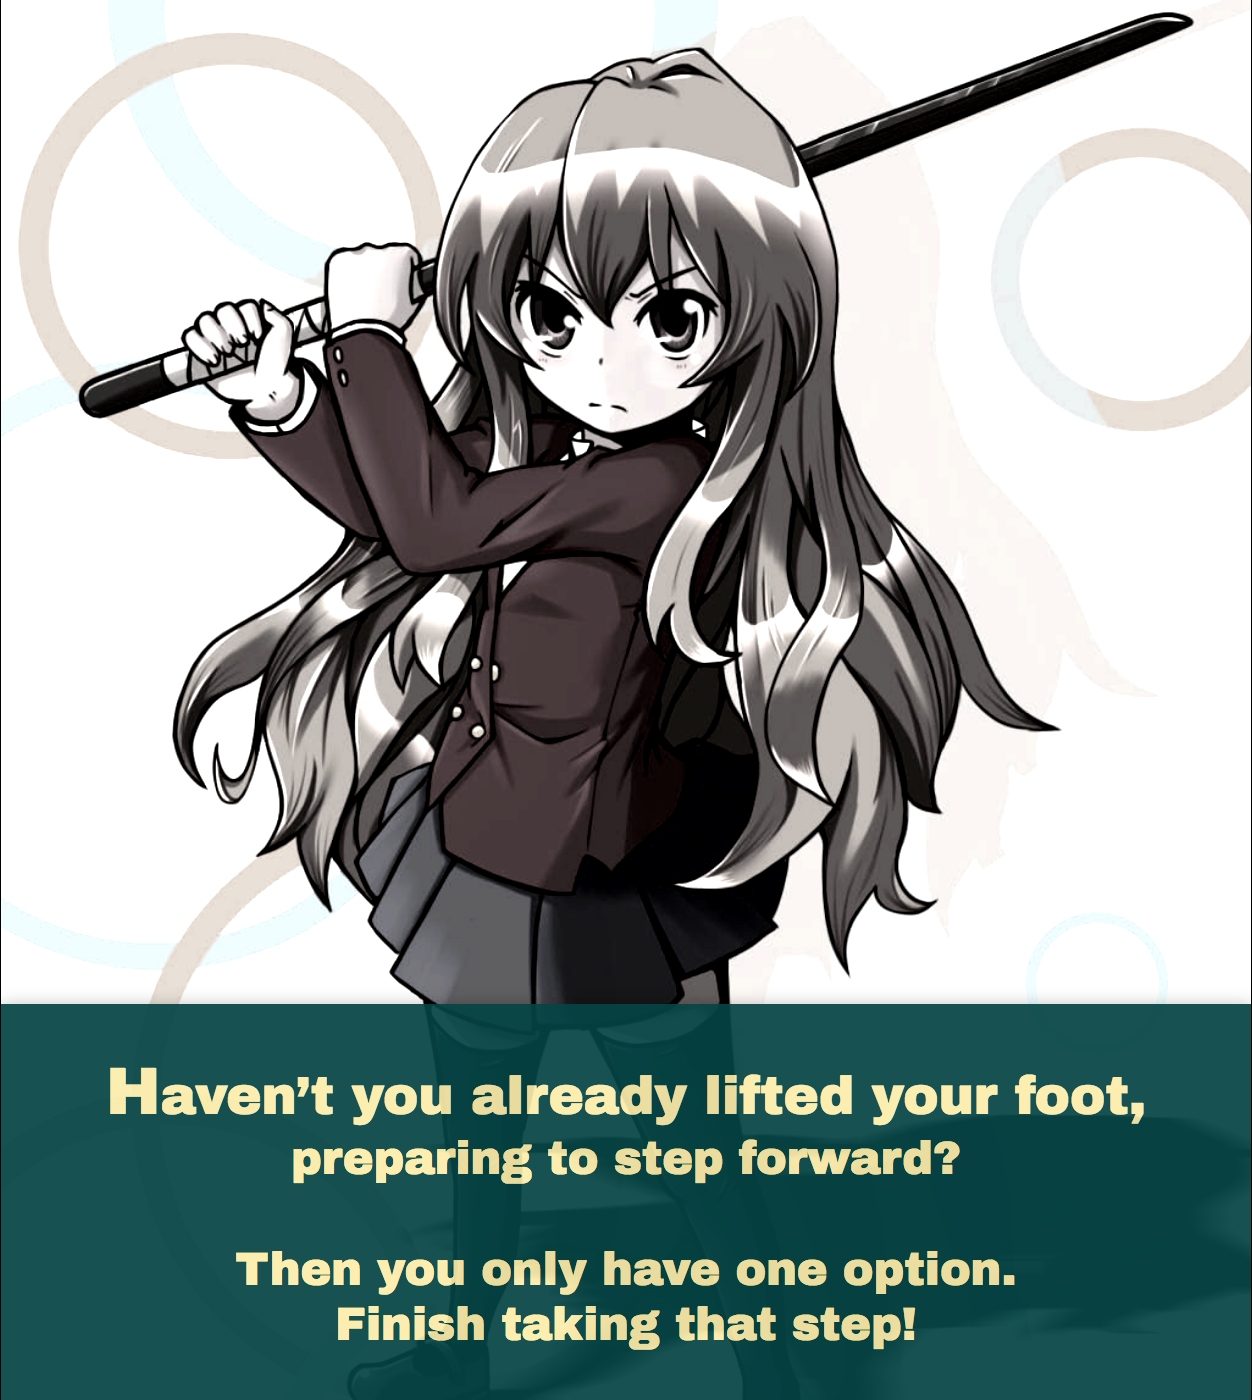 Haven’t you already lifted your foot,
preparing to step forward?
Then you only have one option.
Finish taking that step!